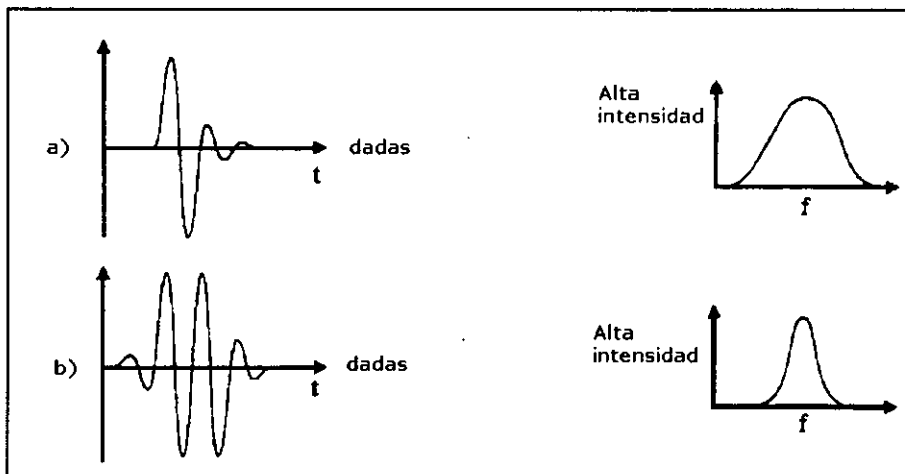 a)
dadas
t
Alta
intensidad
f
b)
dadas
t
Alta
intensidad
f